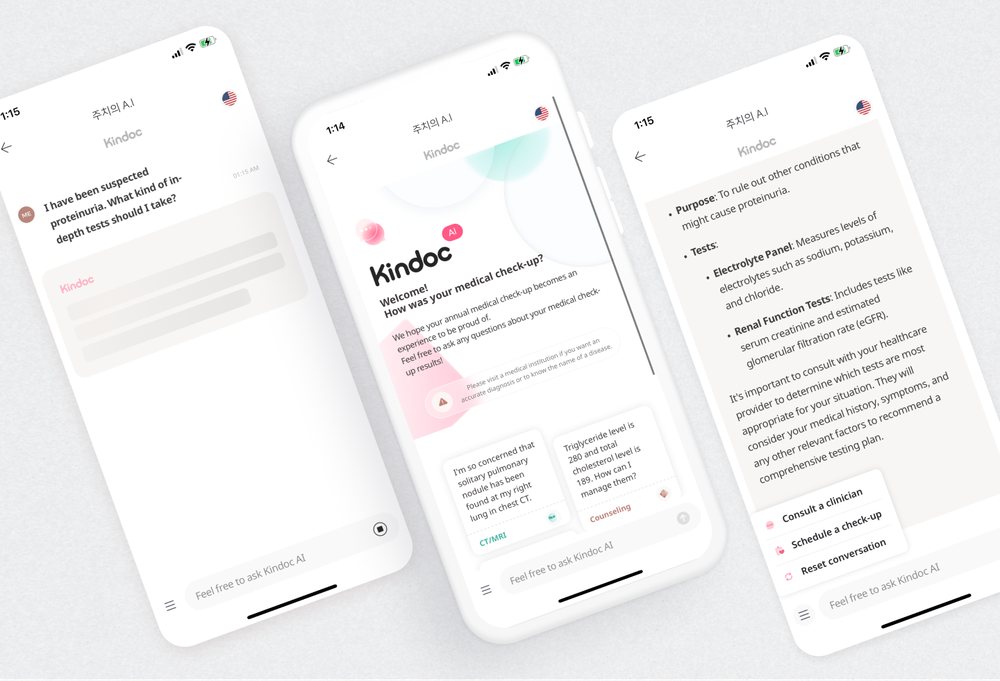 1:15
주치의 A.I
Kindoc
ME
I have been suspected
proteinuria. What kind of in-
depth tests should I take?
01:15 AM
Kindoc
Feel free to ask Kindoc AI
1:14
주치의 A.I
Kindoc
AI
Kindoc
Welcome!
How was your medical check-up?
We hope your annual medical check-up becomes an
experience to be proud of.
Feel free to ask any questions about your medical check-
up results!
Please visit a medical institution if you want an
accurate diagnosis or to know the name of a disease.
I'm so concerned that
solitary pulmonary
nodule has been
found at my right
lung in chest CT.
CT/MRI
Triglyceride level is
280 and total
cholesterol level is
189. How can I
manage them?
Counseling
Feel free to ask Kindoc AI
1:15
주치의 A.I
Kindoc
• Purpose: To rule out other conditions that
might cause proteinuria.
• Tests:
• Electrolyte Panel: Measures levels of
electrolytes such as sodium, potassium,
and chloride.
• Renal Function Tests: Includes tests like
serum creatinine and estimated
glomerular filtration rate (eGFR).
It's important to consult with your healthcare
provider to determine which tests are most
appropriate for your situation. They will
consider your medical history, symptoms, and
any other relevant factors to recommend a
comprehensive testing plan.
Consult a clinician
Schedule a check-up
Reset conversation
Feel free to ask Kindoc AI